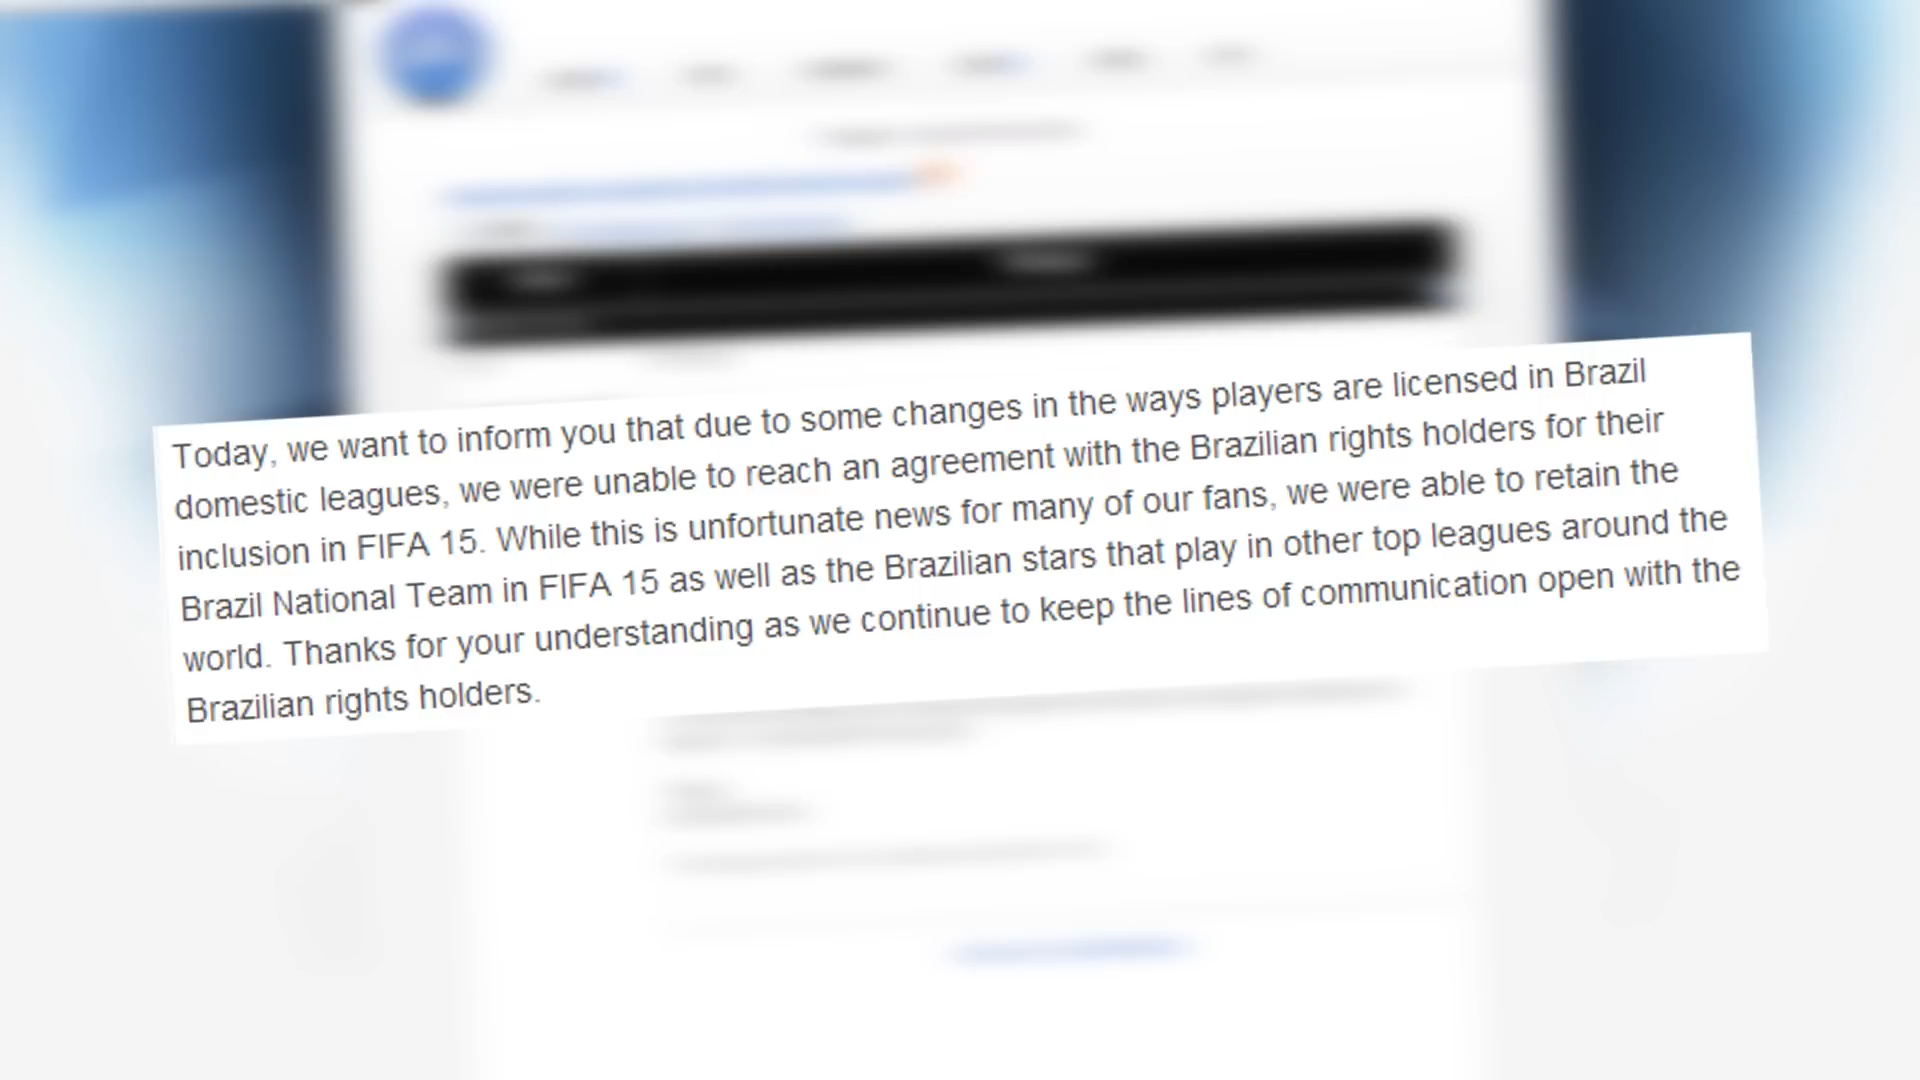 Today, we want to inform you that due to some changes in the ways players are licensed in Brazil
domestic leagues, we were unable to reach an agreement with the Brazilian rights holders for their
inclusion in FIFA 15. While this is unfortunate news for many of our fans, we were able to retain the
Brazil National Team in FIFA 15 as well as the Brazilian stars that play in other top leagues around the
world. Thanks for your understanding as we continue to keep the lines of communication open with the
Brazilian rights holders.